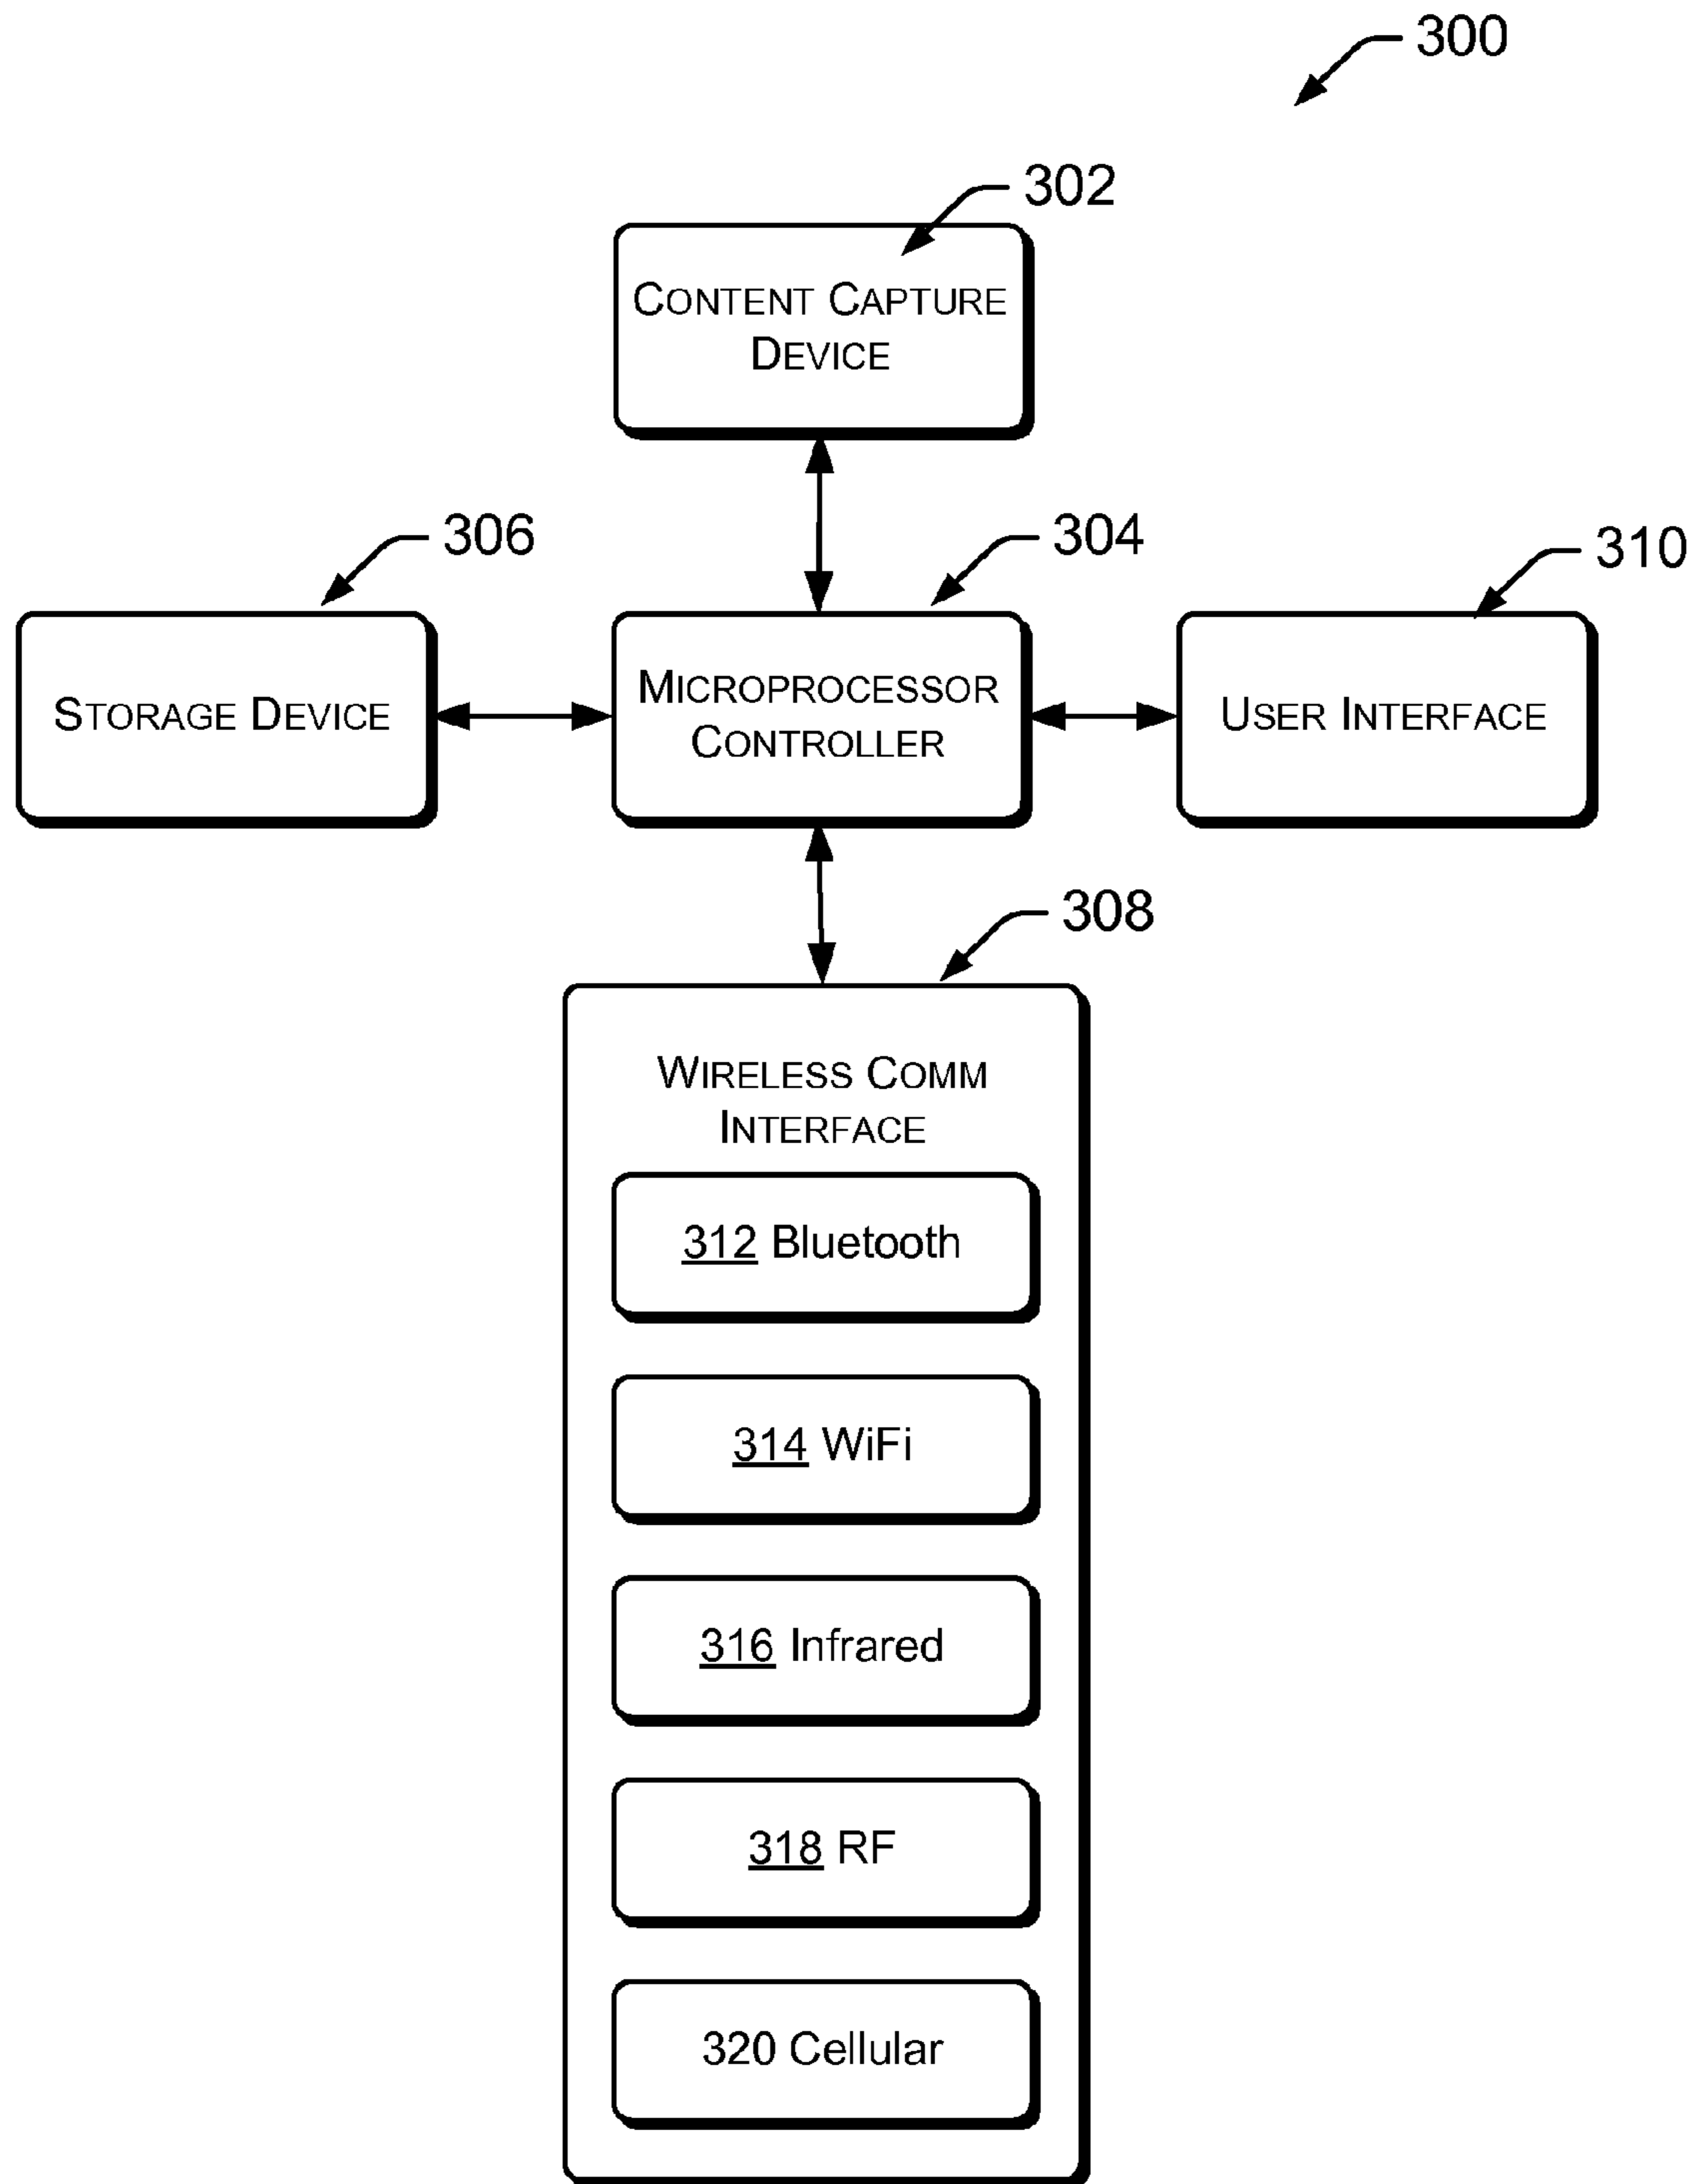 300
302
CONTENT CAPTURE
DEVICE
306
304
310
STORAGE DEVICE
MICROPROCESSOR
CONTROLLER
USER INTERFACE
308
WIRELESS COMM
INTERFACE
312 Bluetooth
314 WiFi
316 Infrared
318 RF
320 Cellular